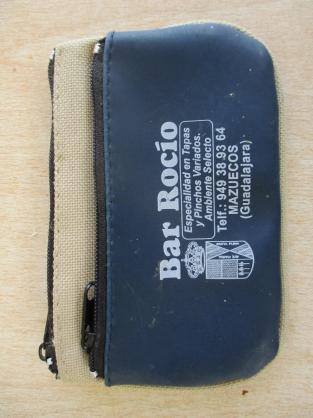 Bar Rocío
Especialidad en Tapas
y Pinchos Variados.
Ambiente Selecto
Telf.: 949 38 93 64
MAZUECOS
(Guadalajara)